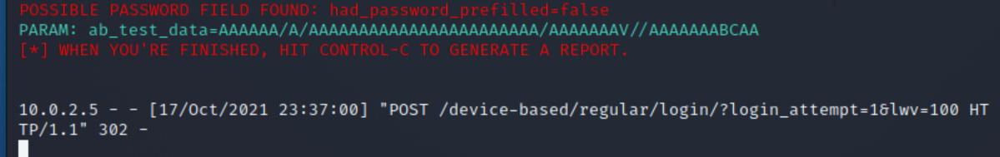 POSSIBLE PASSWORD FIELD FOUND: had_password_prefilled=false
PARAM: ab_test_data=AAAAAA/A/AAAAAAAAAAAAAAAAAAAAAAA/AAAAAAAV//AAAAAAABCAA
[*] WHEN YOU'RE FINISHED, HIT CONTROL-C TO GENERATE A REPORT.
10.0.2.5 - - [17/Oct/2021 23:37:00] "POST /device-based/regular/login/?login_attempt=1&lwv=100 HT
TP/1.1" 302 -